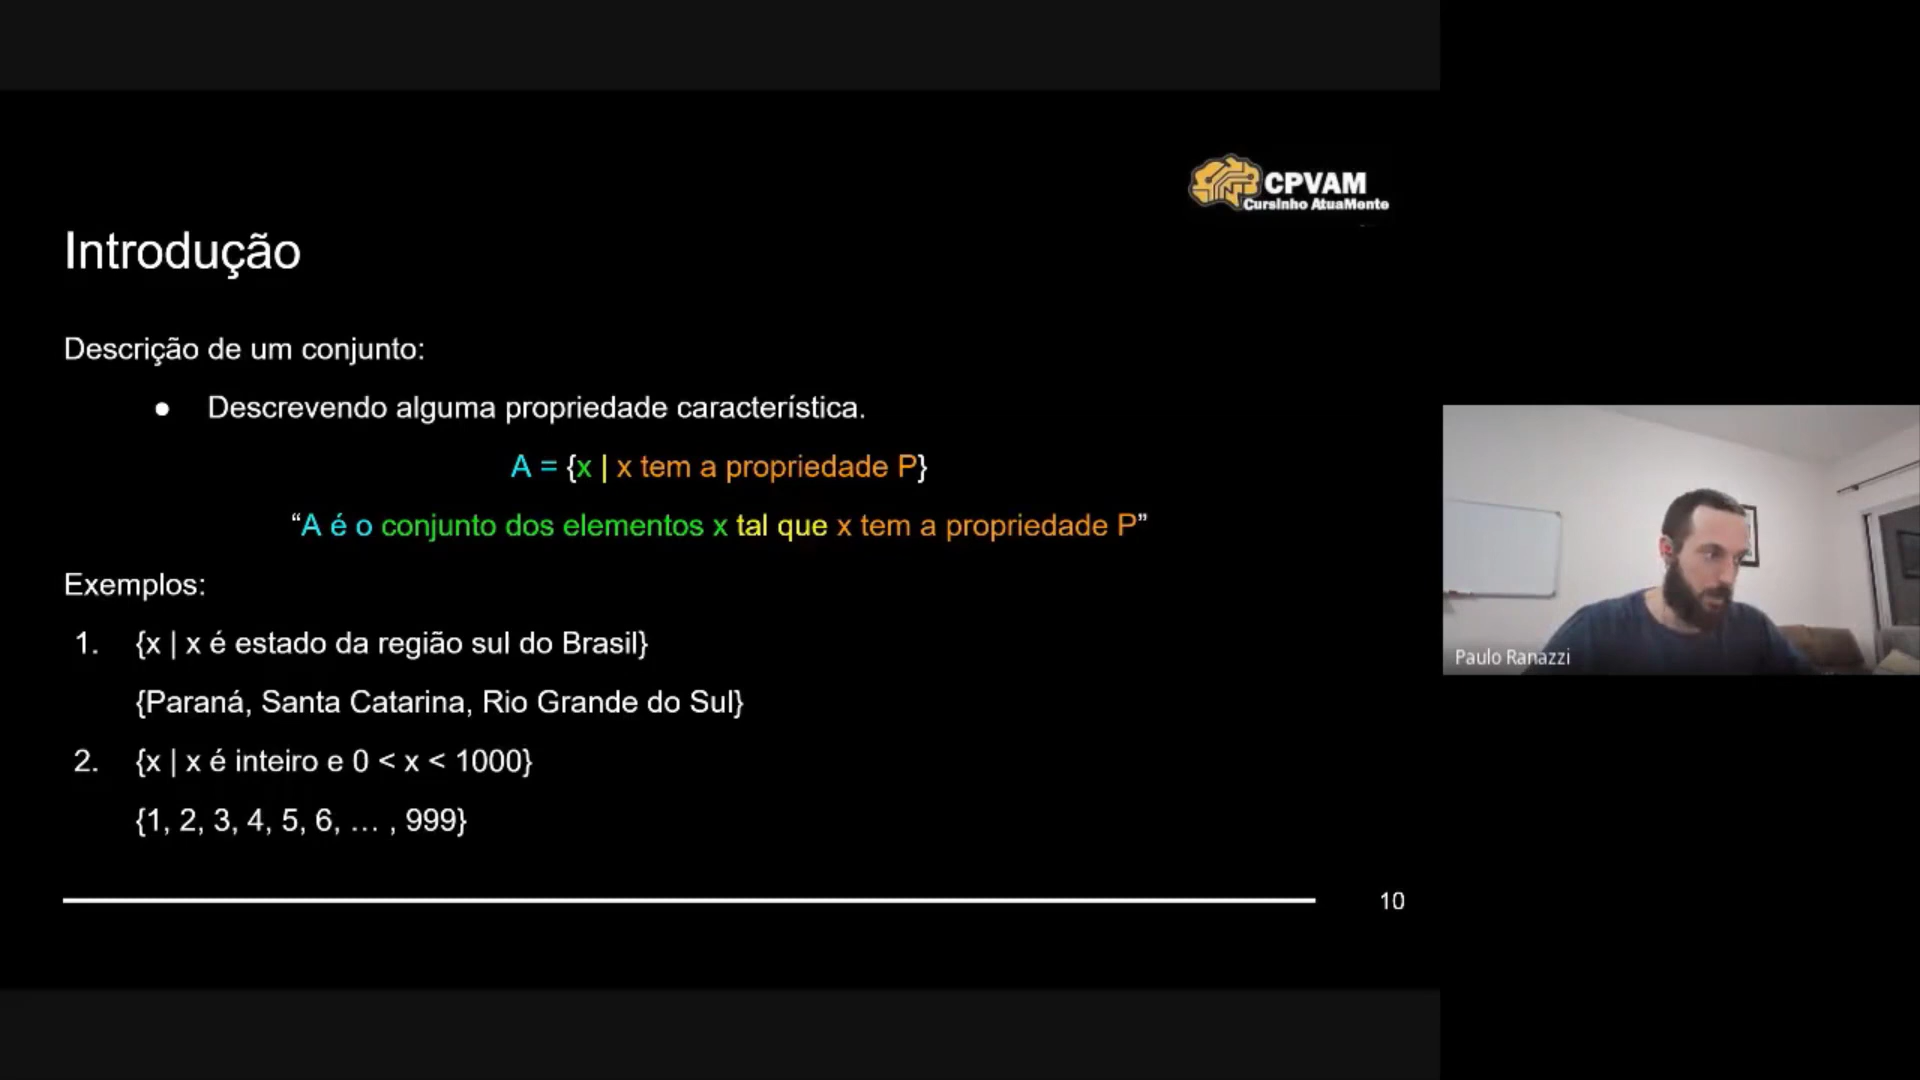 CPVAM
Cursinho AtuaMente
Introdução
Descrição de um conjunto:
● Descrevendo alguma propriedade característica.
A = {x | x tem a propriedade P}
“A é o conjunto dos elementos x tal que x tem a propriedade P”
Exemplos:
1. {x | x é estado da região sul do Brasil}
{Paraná, Santa Catarina, Rio Grande do Sul}
2. {x | x é inteiro e 0 < x < 1000}
{1, 2, 3, 4, 5, 6, … , 999}
10
Paulo Ranazzi